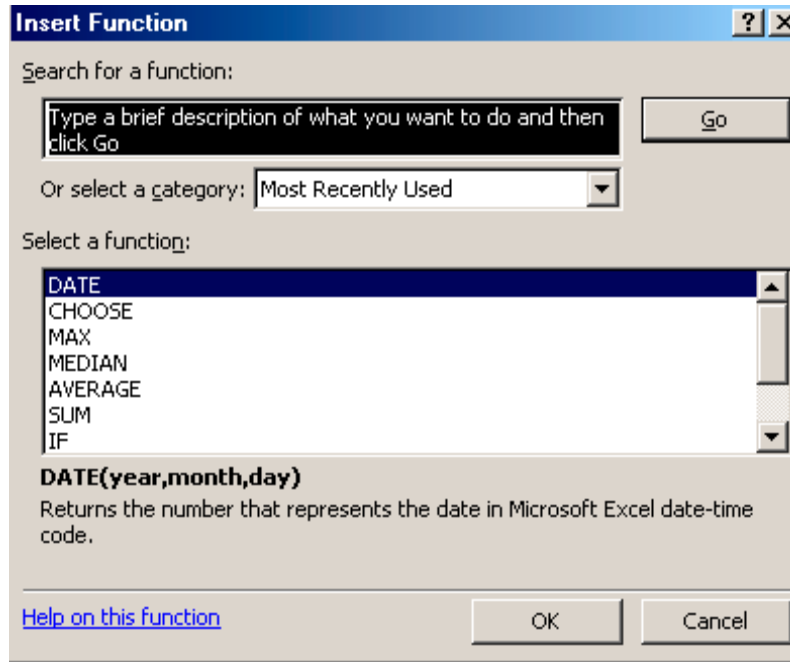 Insert Function
Search for a function:
Type a brief description of what you want to do and then
click Go
Go
Or select a category: Most Recently Used
Select a function:
DATE
CHOOSE
MAX
MEDIAN
AVERAGE
SUM
IF
DATE(year,month,day)
Returns the number that represents the date in Microsoft Excel date-time
code.
Help on this function
OK
Cancel